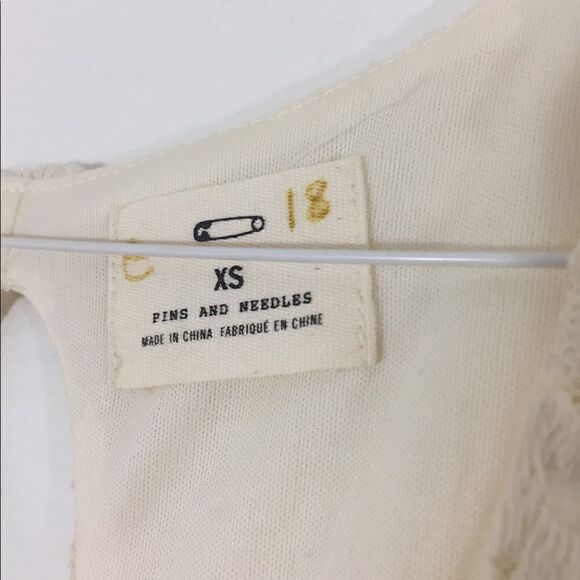 18
XS
PINS AND NEEDLES
MADE IN CHINA FABRIQUÉ EN CHINE